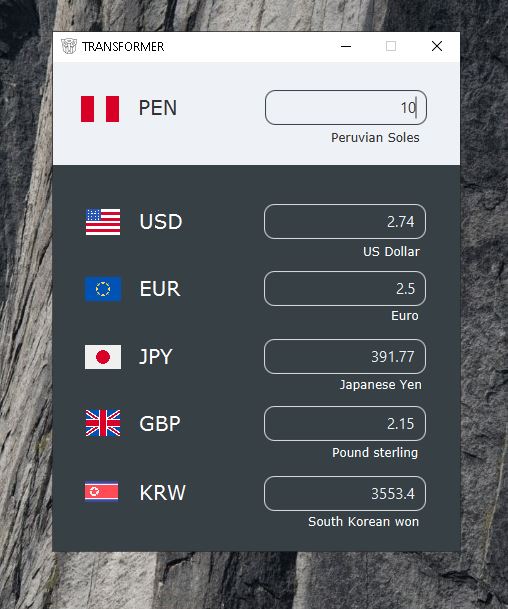 TRANSFORMER
PEN
10
Peruvian Soles
USD
2.74
US Dollar
EUR
2.5
Euro
JPY
391.77
Japanese Yen
GBP
2.15
Pound sterling
KRW
3553.4
South Korean won